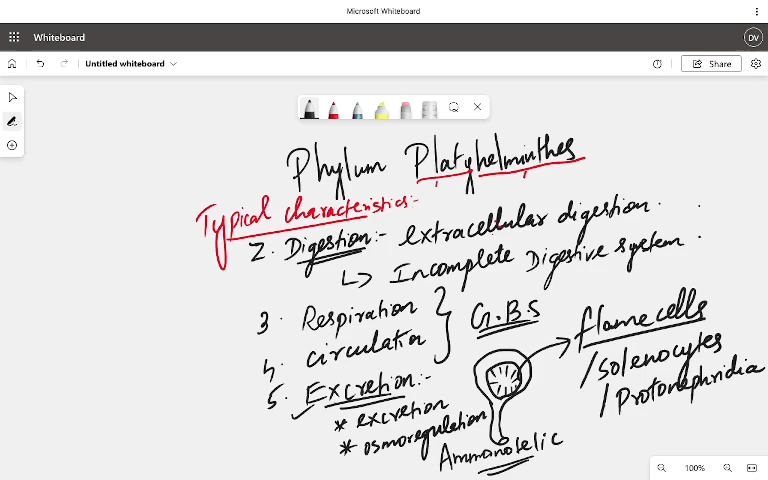 Microsoft Whiteboard
Whiteboard
DV
Untitled whiteboard
Share
Phylum Platyhelminthes
Typical characteristics:-
2. Digestion:- extracellular digestion.
↳ Incomplete Digestive system.
3. Respiration
4. circulation
} G.B.S
5. Excretion:-
* excretion
* osmoregulation
Ammonotelic
flame cells
/ Solenocytes
/ Protonephridia
100%